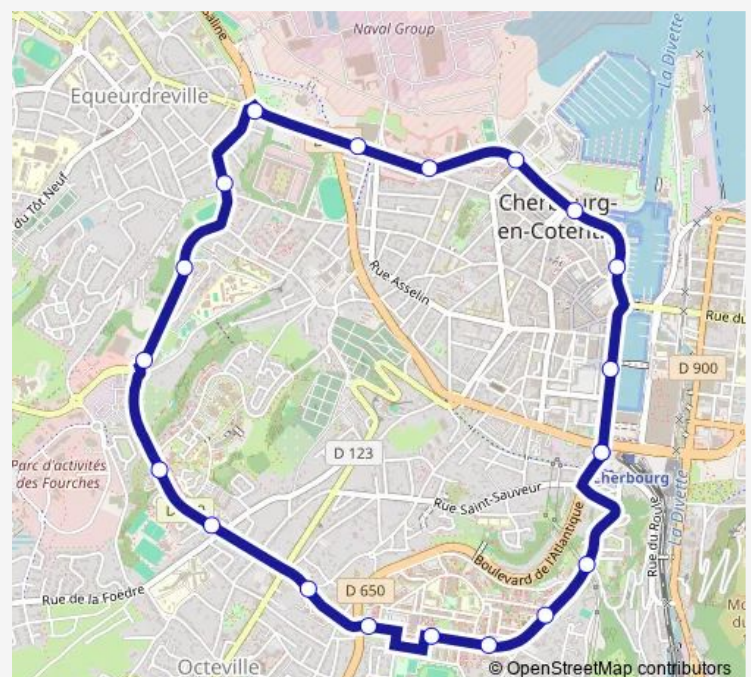 Saline
Naval Group
La Divette
Equeurdreville
du Tôt Neuf
Cherbourg-
en-Cotent
Rue Asselin
Rue du
D 900
D 123
Parc d'activités
des Fourches
Rue Saint-Sauveur
Cherbourg
La Divette
Rue du Roule
Boulevard de l'Atlantique
Rue de la Foedre
D 650
Octeville
© OpenStreetMap contributors